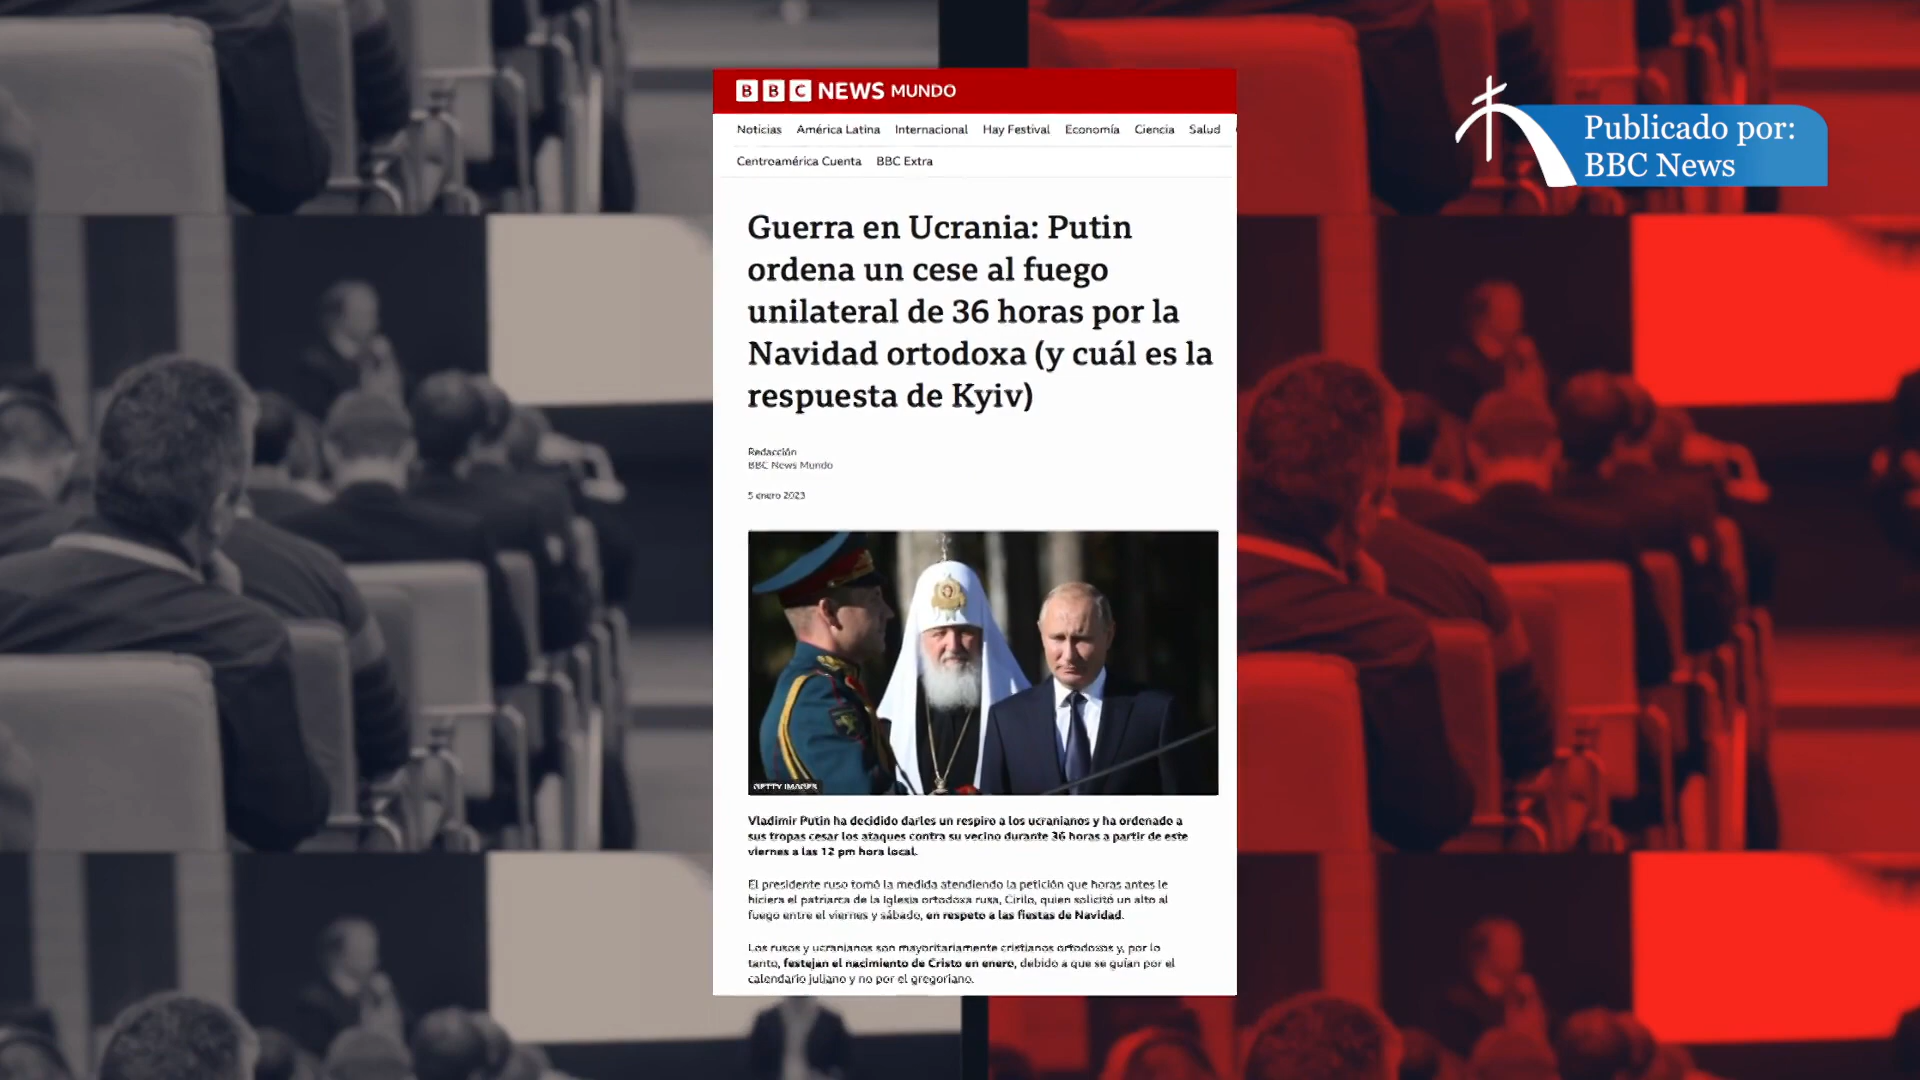 BBC NEWS MUNDO
Noticias América Latina Internacional Hay Festival Economía Ciencia Salud
Centroamérica Cuenta BBC Extra
Publicado por:
BBC News
Guerra en Ucrania: Putin
ordena un cese al fuego
unilateral de 36 horas por la
Navidad ortodoxa (y cuál es la
respuesta de Kyiv)
Redacción
BBC News Mundo
5 enero 2023
GETTY IMAGES
Vladimir Putin ha decidido darles un respiro a los ucranianos y ha ordenado a
sus tropas cesar los ataques contra su vecino durante 36 horas a partir de este
viernes a las 12 pm hora local.
El presidente ruso tomó la medida atendiendo la petición que horas antes le
hiciera el patriarca de la Iglesia ortodoxa rusa, Cirilo, quien solicitó un alto al
fuego entre el viernes y sábado, en respeto a las fiestas de Navidad.
Los rusos y ucranianos son mayoritariamente cristianos ortodoxos y, por lo
tanto, festejan el nacimiento de Cristo en enero, debido a que se guían por el
calendario juliano y no por el gregoriano.